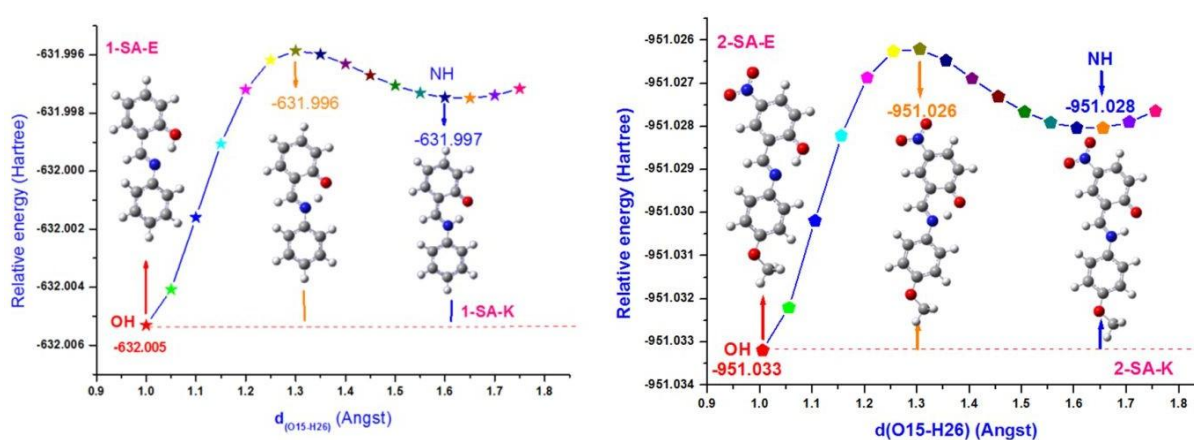 1-SA-E
NH
-631.996
-631.997
OH
-632.005
1-SA-K
Relative energy (Hartree)
-631.996
-631.998
-632.000
-632.002
-632.004
-632.006
0.9 1.0 1.1 1.2 1.3 1.4 1.5 1.6 1.7 1.8
d(O15-H26) (Angst)
2-SA-E
NH
-951.026
-951.028
OH
-951.033
2-SA-K
Relative energy (Hartree)
-951.026
-951.027
-951.028
-951.029
-951.030
-951.031
-951.032
-951.033
-951.034
0.9 1.0 1.1 1.2 1.3 1.4 1.5 1.6 1.7 1.8
d(O15-H26) (Angst)